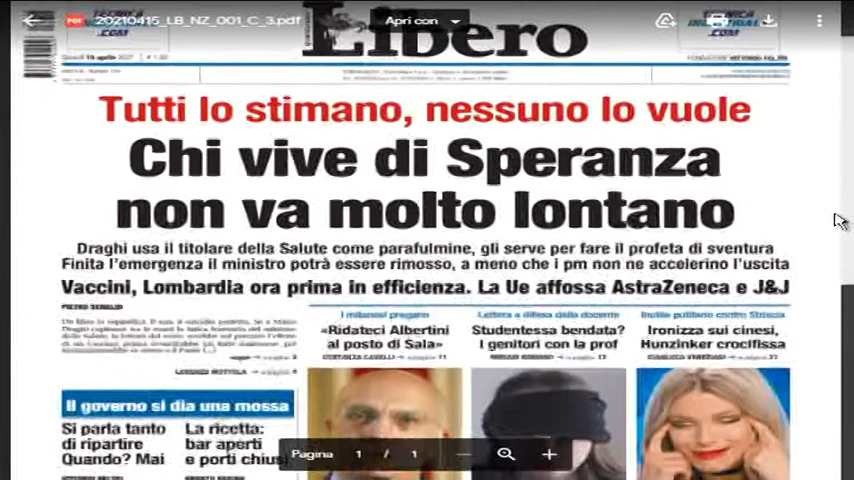 20210415_LB_NZ_001_C_3.pdf
Apri con
.COM
.COM
Libero
Tutti lo stimano, nessuno lo vuole
Chi vive di Speranza
non va molto lontano
Draghi usa il titolare della Salute come parafulmine, gli serve per fare il profeta di sventura
Finita l'emergenza il ministro potrà essere rimosso, a meno che i pm non ne accelerino l'uscita
Vaccini, Lombardia ora prima in efficienza. La Ue affossa AstraZeneca e J&J
I milanesi pregano
«Ridateci Albertini
al posto di Sala»
Lettera a difesa della docente
Studentessa bendata?
I genitori con la prof
Inutile putiferio contro Striscia
Ironizza sui cinesi,
Hunzinker crocifissa
Il governo si dia una mossa
Si parla tanto
di ripartire
Quando? Mai
La ricetta:
bar aperti
e porti chiusi
Pagina 1 / 1